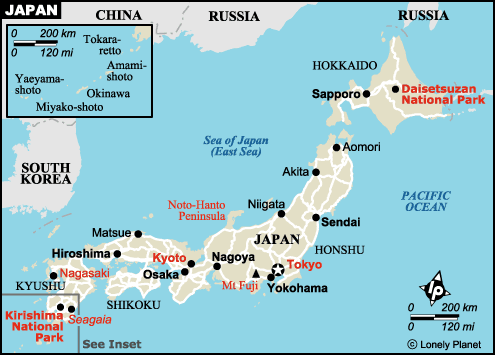 JAPAN
CHINA
RUSSIA
RUSSIA
0 200 km
0 120 mi
Tokara-
retto
Amami-
shoto
Yaeyama-
shoto
Okinawa
Miyako-shoto
HOKKAIDO
Sapporo
Daisetsuzan
National Park
Sea of Japan
(East Sea)
Aomori
Akita
SOUTH
KOREA
PACIFIC
OCEAN
Noto-Hanto
Peninsula
Niigata
Sendai
Matsue
JAPAN
HONSHU
Hiroshima
Kyoto
Nagoya
Tokyo
Nagasaki
Osaka
Mt Fuji
Yokohama
KYUSHU
SHIKOKU
Kirishima
National
Park
Seagaia
See Inset
0 200 km
0 120 mi
© Lonely Planet